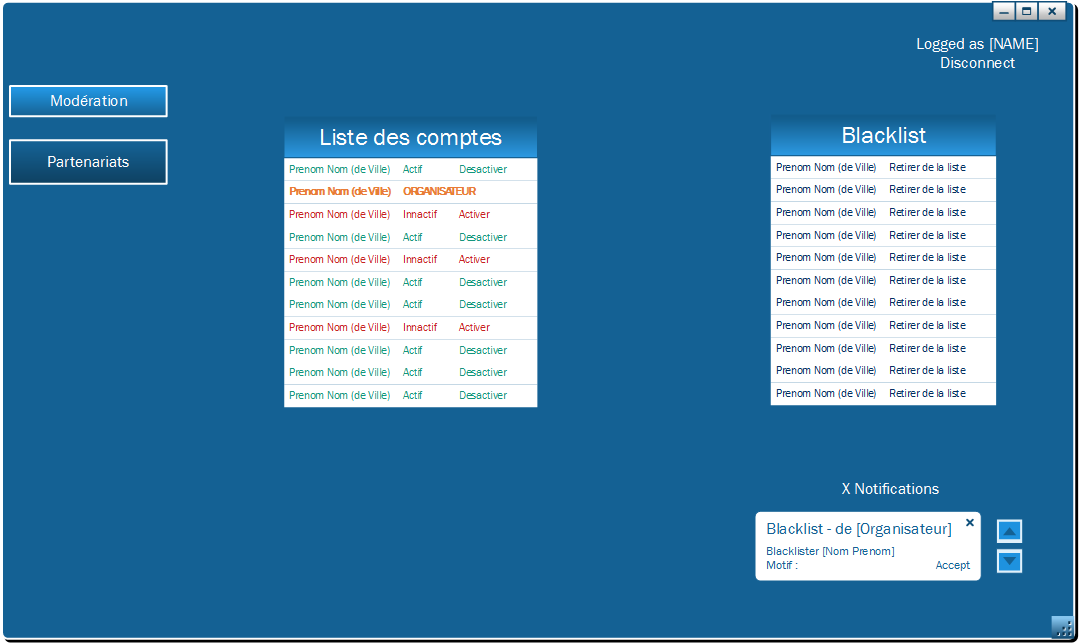 Logged as [NAME]
Disconnect
Modération
Partenariats
Liste des comptes
Prenom Nom (de Ville) Actif Desactiver
Prenom Nom (de Ville) ORGANISATEUR
Prenom Nom (de Ville) Innactif Activer
Prenom Nom (de Ville) Actif Desactiver
Prenom Nom (de Ville) Innactif Activer
Prenom Nom (de Ville) Actif Desactiver
Prenom Nom (de Ville) Actif Desactiver
Prenom Nom (de Ville) Innactif Activer
Prenom Nom (de Ville) Actif Desactiver
Prenom Nom (de Ville) Actif Desactiver
Prenom Nom (de Ville) Actif Desactiver
Blacklist
Prenom Nom (de Ville) Retirer de la liste
Prenom Nom (de Ville) Retirer de la liste
Prenom Nom (de Ville) Retirer de la liste
Prenom Nom (de Ville) Retirer de la liste
Prenom Nom (de Ville) Retirer de la liste
Prenom Nom (de Ville) Retirer de la liste
Prenom Nom (de Ville) Retirer de la liste
Prenom Nom (de Ville) Retirer de la liste
Prenom Nom (de Ville) Retirer de la liste
Prenom Nom (de Ville) Retirer de la liste
Prenom Nom (de Ville) Retirer de la liste
X Notifications
Blacklist - de [Organisateur]
Blacklister [Nom Prenom]
Motif : Accept